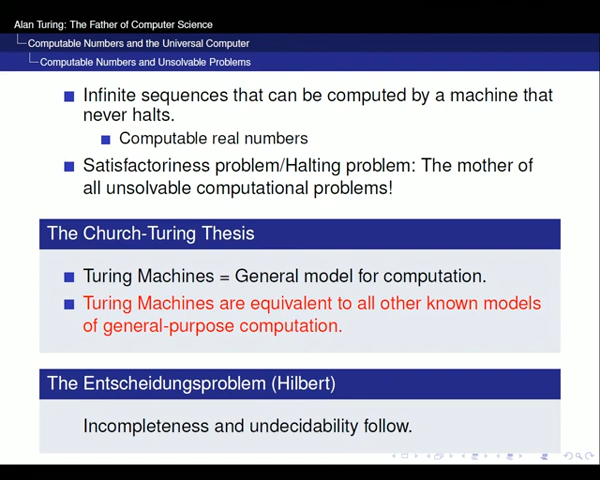 Alan Turing: The Father of Computer Science
Computable Numbers and the Universal Computer
Computable Numbers and Unsolvable Problems
Infinite sequences that can be computed by a machine that
never halts.
Computable real numbers
Satisfactoriness problem/Halting problem: The mother of
all unsolvable computational problems!
The Church-Turing Thesis
Turing Machines = General model for computation.
Turing Machines are equivalent to all other known models
of general-purpose computation.
The Entscheidungsproblem (Hilbert)
Incompleteness and undecidability follow.